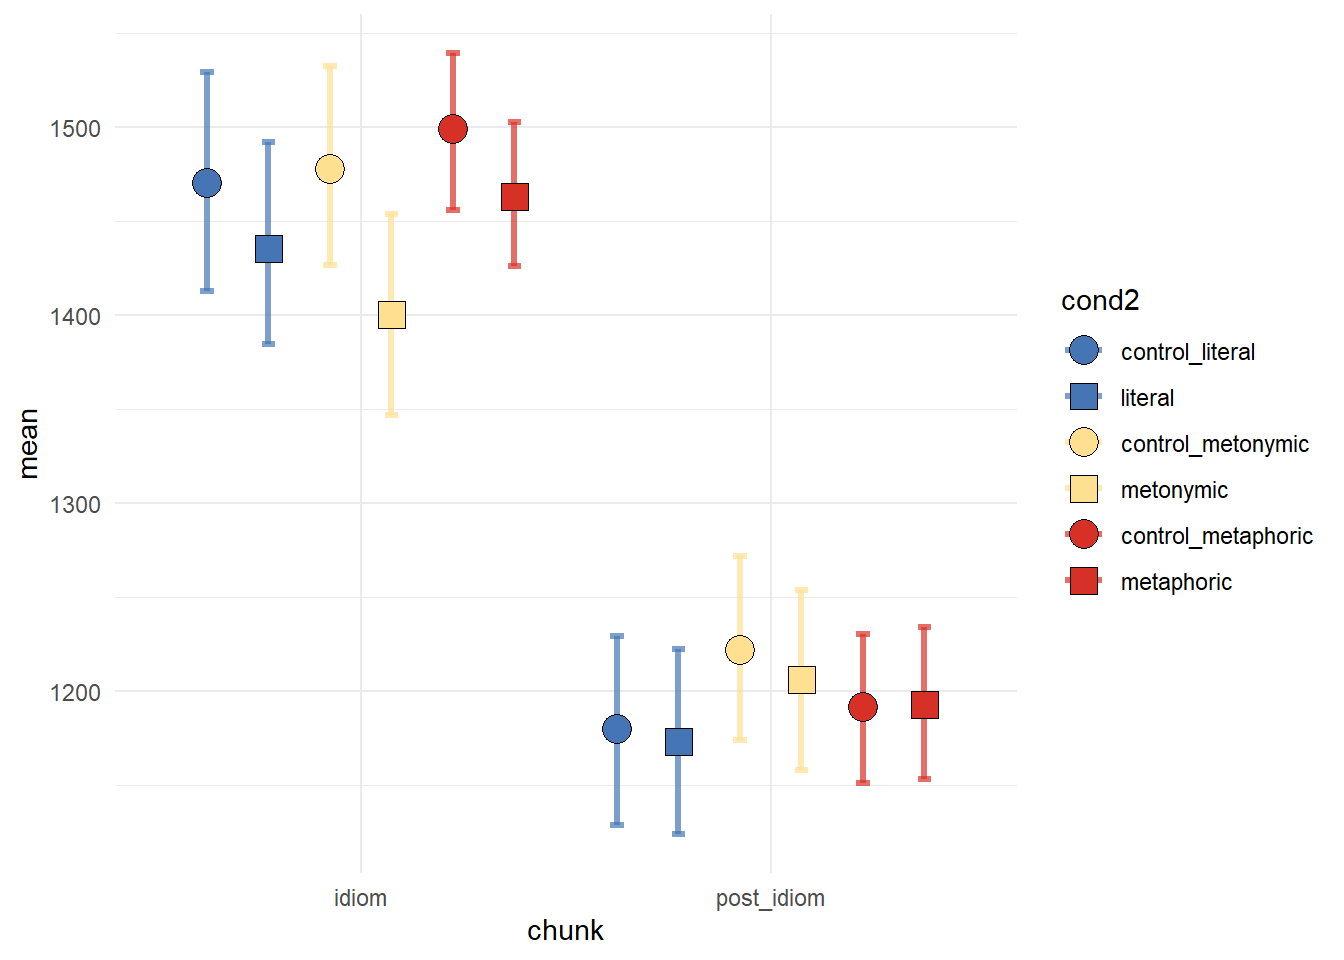 1500
1400
1300
1200
mean
idiom
post_idiom
chunk
cond2
control_literal
literal
control_metonymic
metonymic
control_metaphoric
metaphoric